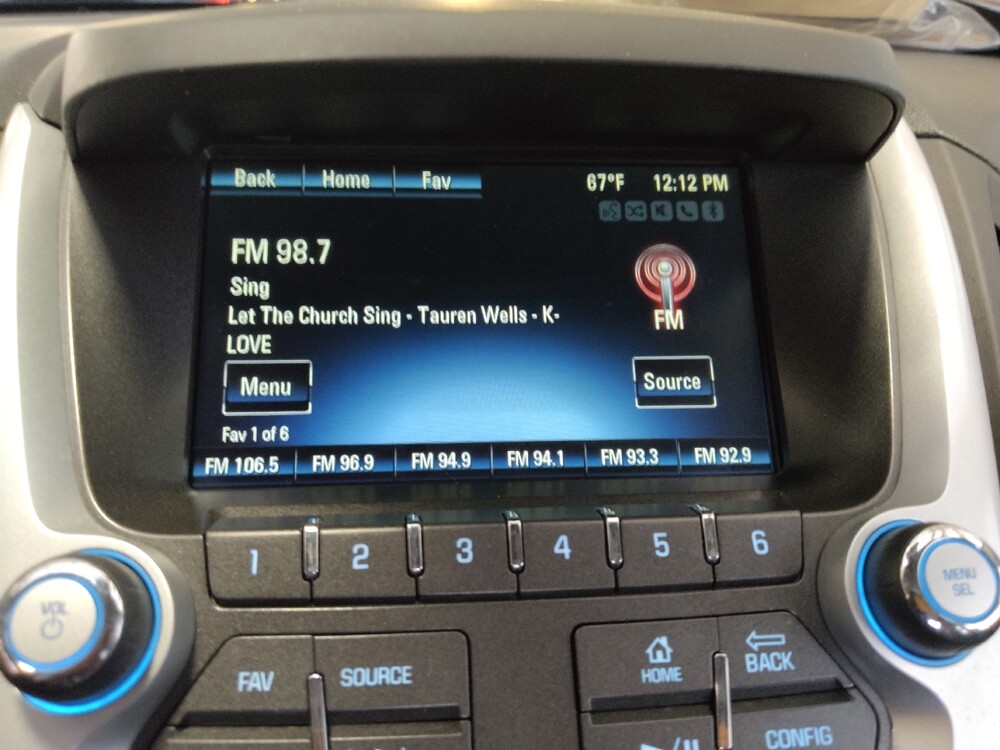 Back Home Fav 67°F 12:12 PM
FM 98.7
Sing
Let The Church Sing - Tauren Wells - K-
LOVE
FM
Menu Source
Fav 1 of 6
FM 106.5 FM 96.9 FM 94.9 FM 94.1 FM 93.3 FM 92.9
1 2 3 4 5 6
VOL
MENU
SEL
FAV SOURCE HOME BACK
CONFIG